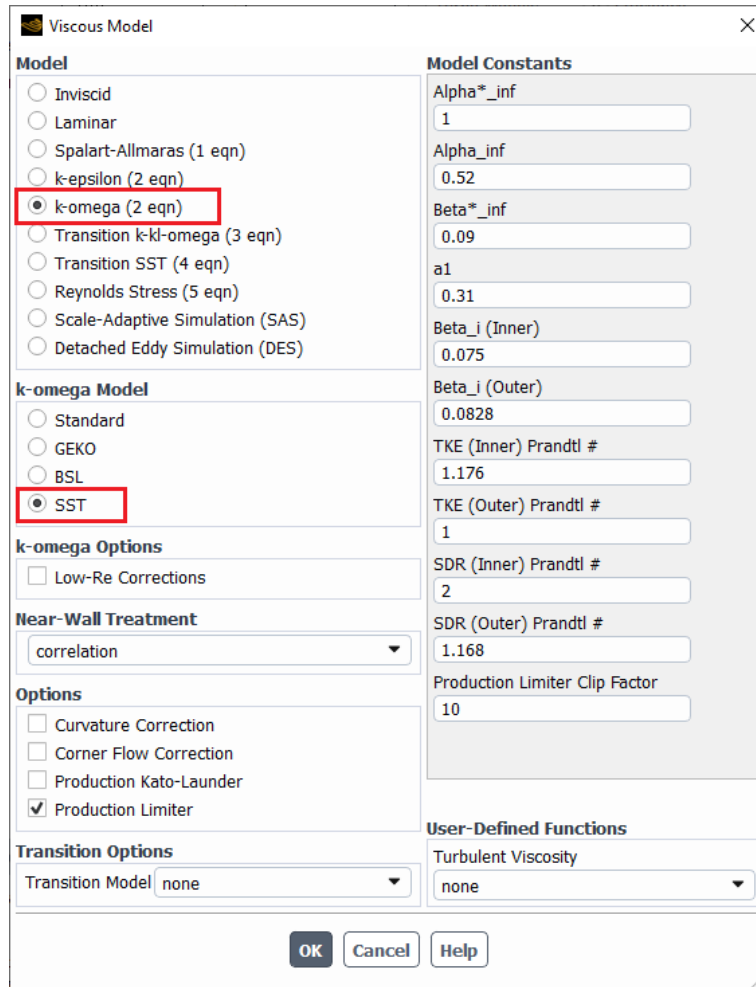 Viscous Model
Model
Inviscid
Laminar
Spalart-Allmaras (1 eqn)
k-epsilon (2 eqn)
k-omega (2 eqn)
Transition k-kl-omega (3 eqn)
Transition SST (4 eqn)
Reynolds Stress (5 eqn)
Scale-Adaptive Simulation (SAS)
Detached Eddy Simulation (DES)
k-omega Model
Standard
GEKO
BSL
SST
k-omega Options
Low-Re Corrections
Near-Wall Treatment
correlation
Options
Curvature Correction
Corner Flow Correction
Production Kato-Launder
Production Limiter
Transition Options
Transition Model none
Model Constants
Alpha*_inf
1
Alpha_inf
0.52
Beta*_inf
0.09
a1
0.31
Beta_i (Inner)
0.075
Beta_i (Outer)
0.0828
TKE (Inner) Prandtl #
1.176
TKE (Outer) Prandtl #
1
SDR (Inner) Prandtl #
2
SDR (Outer) Prandtl #
1.168
Production Limiter Clip Factor
10
User-Defined Functions
Turbulent Viscosity
none
OK Cancel Help